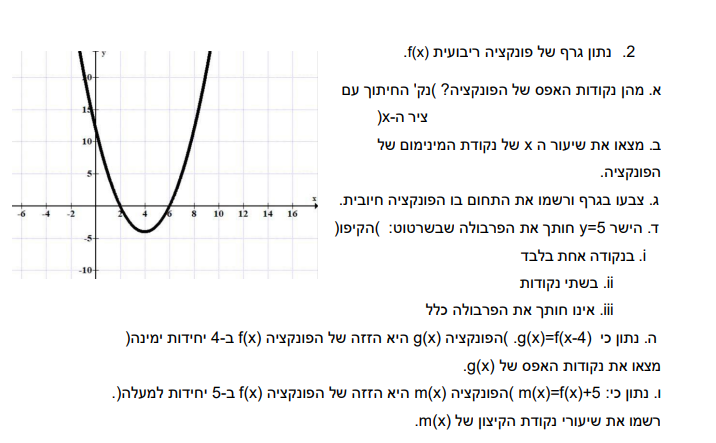 2. נתון גרף של פונקציה ריבועית f(x).
א. מהן נקודות האפס של הפונקציה? (נק' החיתוך עם
ציר ה-x)
ב. מצאו את שיעור ה x של נקודת המינימום של
הפונקציה.
ג. צבעו בגרף ורשמו את התחום בו הפונקציה חיובית.
ד. הישר y=5 חותך את הפרבולה שבשרטוט: (הקיפו)
i. בנקודה אחת בלבד
ii. בשתי נקודות
iii. אינו חותך את הפרבולה כלל
ה. נתון כי g(x)=f(x-4). (הפונקציה g(x) היא הזזה של הפונקציה f(x) ב-4 יחידות ימינה)
מצאו את נקודות האפס של g(x).
ו. נתון כי: m(x)=f(x)+5 (הפונקציה m(x) היא הזזה של הפונקציה f(x) ב-5 יחידות למעלה).
רשמו את שיעורי נקודת הקיצון של m(x).
y
10
5
x
-6 -4 -2 2 4 6 8 10 12 14 16
-5
-10